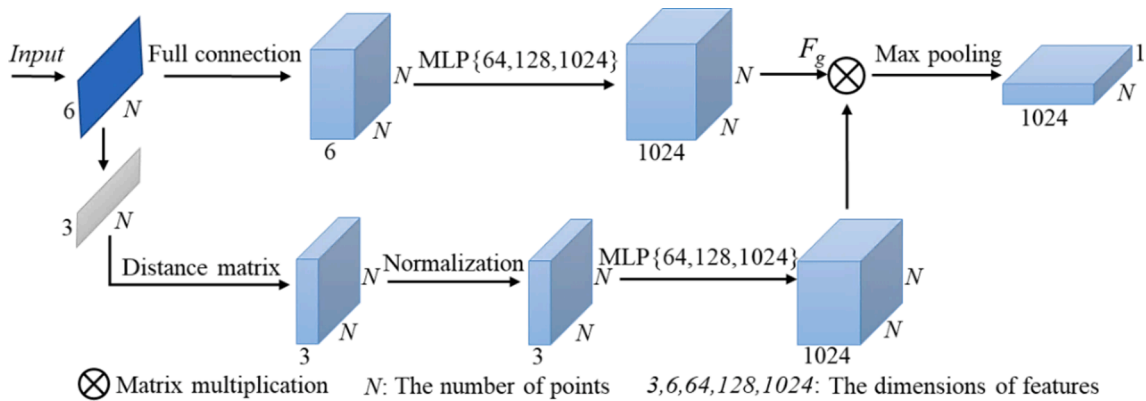 Input
6
N
Full connection
N
N
6
MLP{64,128,1024}
N
N
1024
F_g
Max pooling
1
N
1024
3
N
Distance matrix
N
N
3
Normalization
N
N
3
MLP{64,128,1024}
N
N
1024
Matrix multiplication N: The number of points 3,6,64,128,1024: The dimensions of features